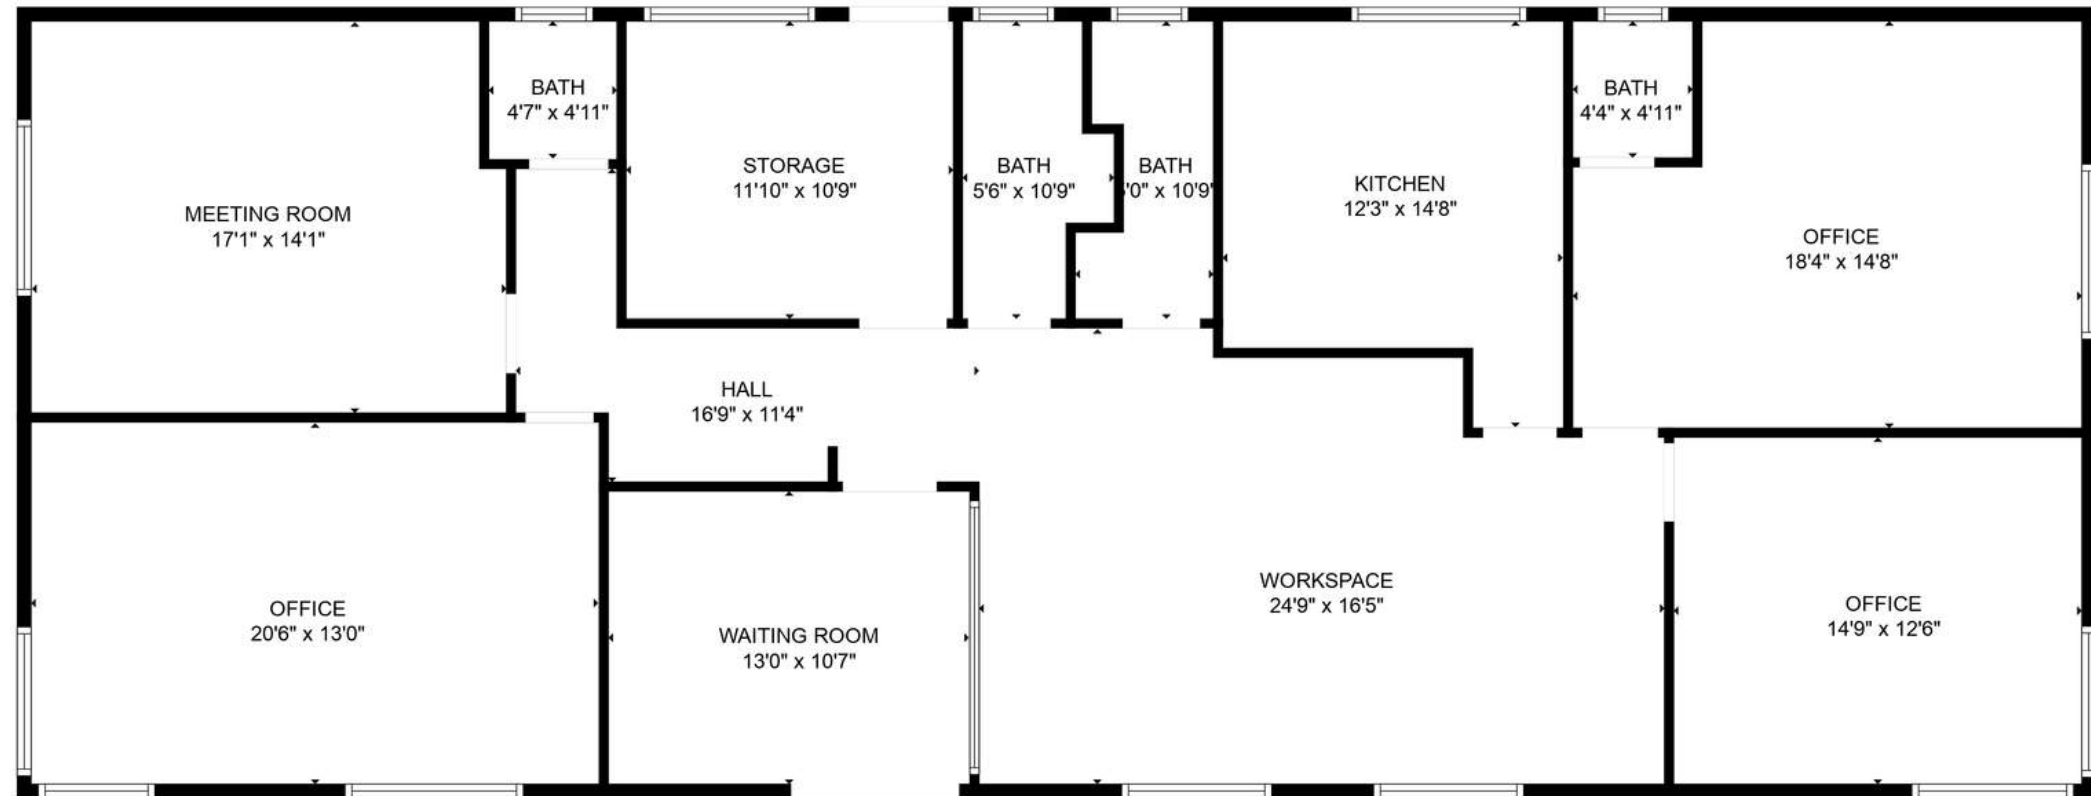 BATH
4'7" x 4'11"
BATH
4'4" x 4'11"
STORAGE
11'10" x 10'9"
BATH
5'6" x 10'9"
BATH
'0" x 10'9"
KITCHEN
12'3" x 14'8"
MEETING ROOM
17'1" x 14'1"
OFFICE
18'4" x 14'8"
HALL
16'9" x 11'4"
WORKSPACE
24'9" x 16'5"
OFFICE
20'6" x 13'0"
OFFICE
14'9" x 12'6"
WAITING ROOM
13'0" x 10'7"